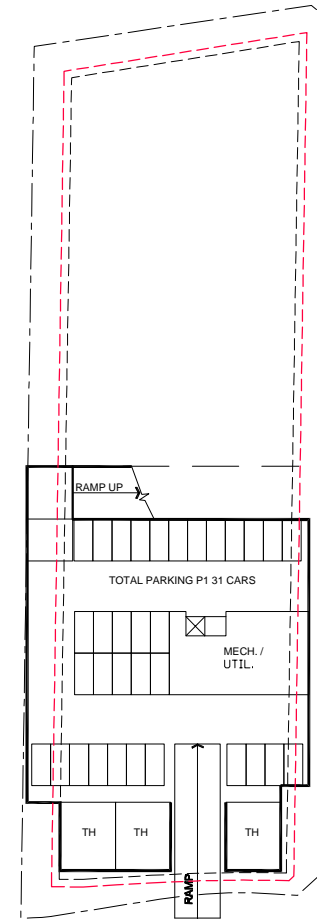 RAMP UP
TOTAL PARKING P1 31 CARS
MECH. /
UTIL.
TH
TH
TH
RAMP